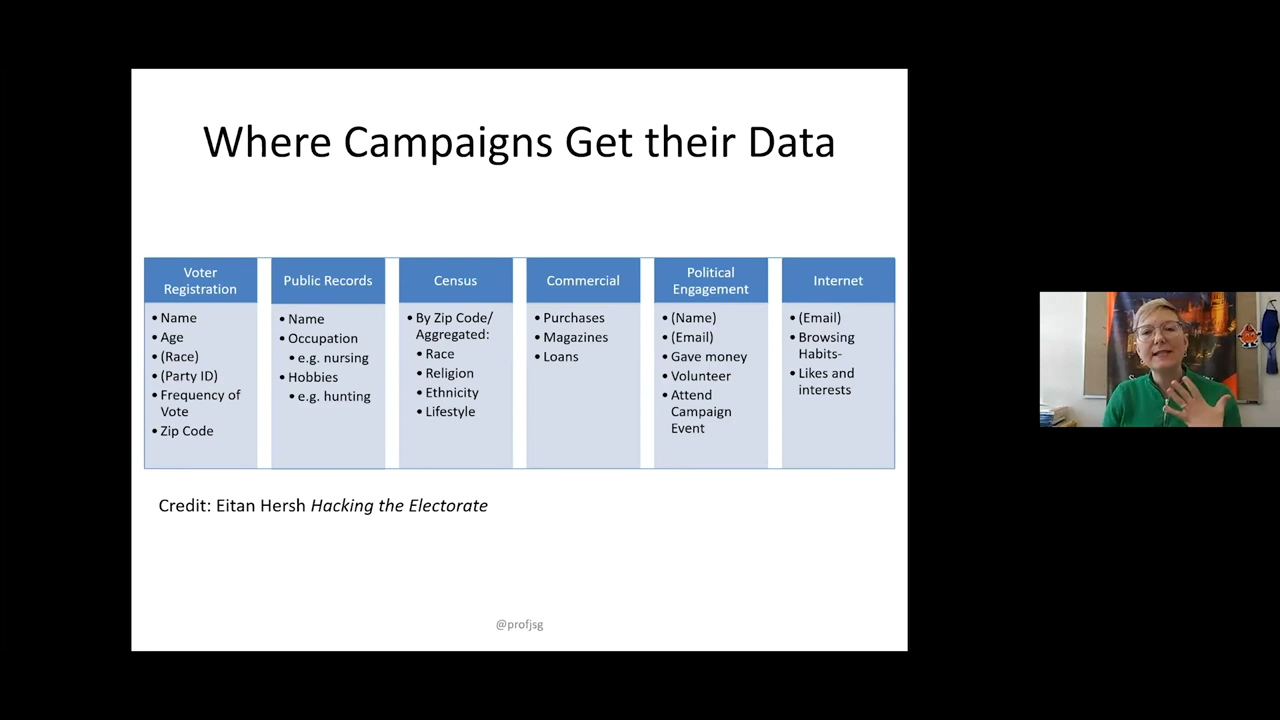 Where Campaigns Get their Data
Voter
Registration
• Name
• Age
• (Race)
• (Party ID)
• Frequency of
Vote
• Zip Code
Public Records
• Name
• Occupation
• e.g. nursing
• Hobbies
• e.g. hunting
Census
• By Zip Code/
Aggregated:
• Race
• Religion
• Ethnicity
• Lifestyle
Commercial
• Purchases
• Magazines
• Loans
Political
Engagement
• (Name)
• (Email)
• Gave money
• Volunteer
• Attend
Campaign
Event
Internet
• (Email)
• Browsing
Habits-
• Likes and
interests
Credit: Eitan Hersh Hacking the Electorate
@profjsg